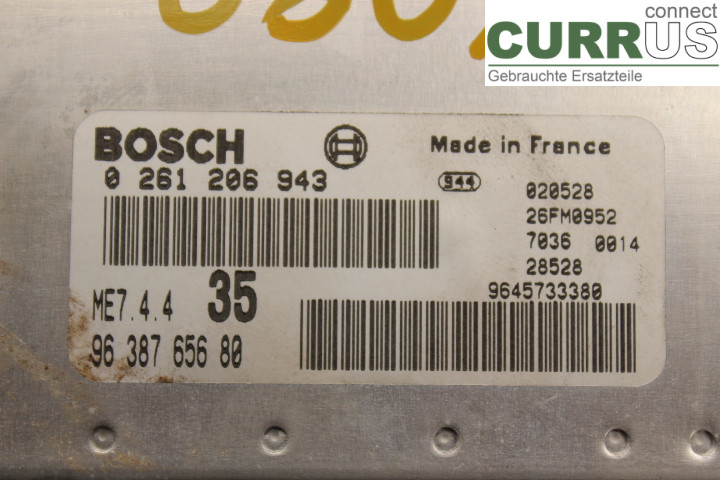 connect
CURRUS
Gebrauchte Ersatzteile
BOSCH
Made in France
0 261 206 943
944
020528
26FM0952
7036 0014
28528
9645733380
ME7.4.4 35
96 387 656 80